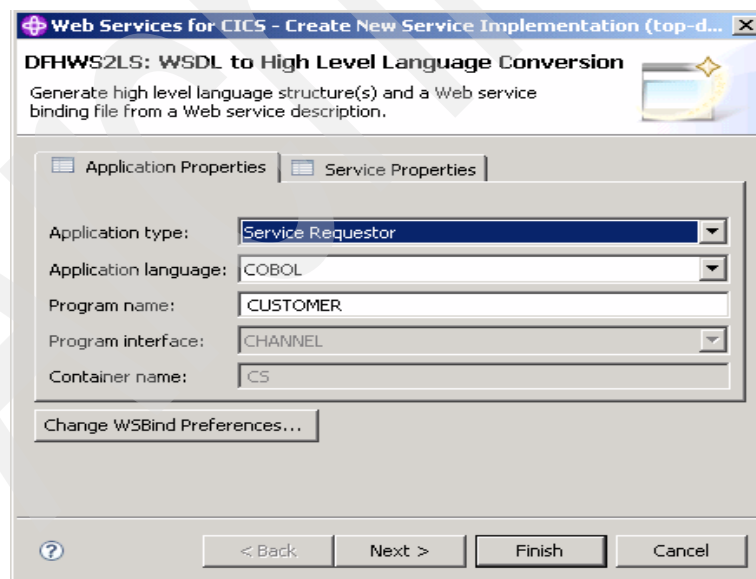 Web Services for CICS - Create New Service Implementation (top-d...
DFHWS2LS: WSDL to High Level Language Conversion
Generate high level language structure(s) and a Web service
binding file from a Web service description.
Application Properties
Service Properties
Application type: Service Requestor
Application language: COBOL
Program name: CUSTOMER
Program interface: CHANNEL
Container name: CS
Change WSBind Preferences...
? < Back Next > Finish Cancel